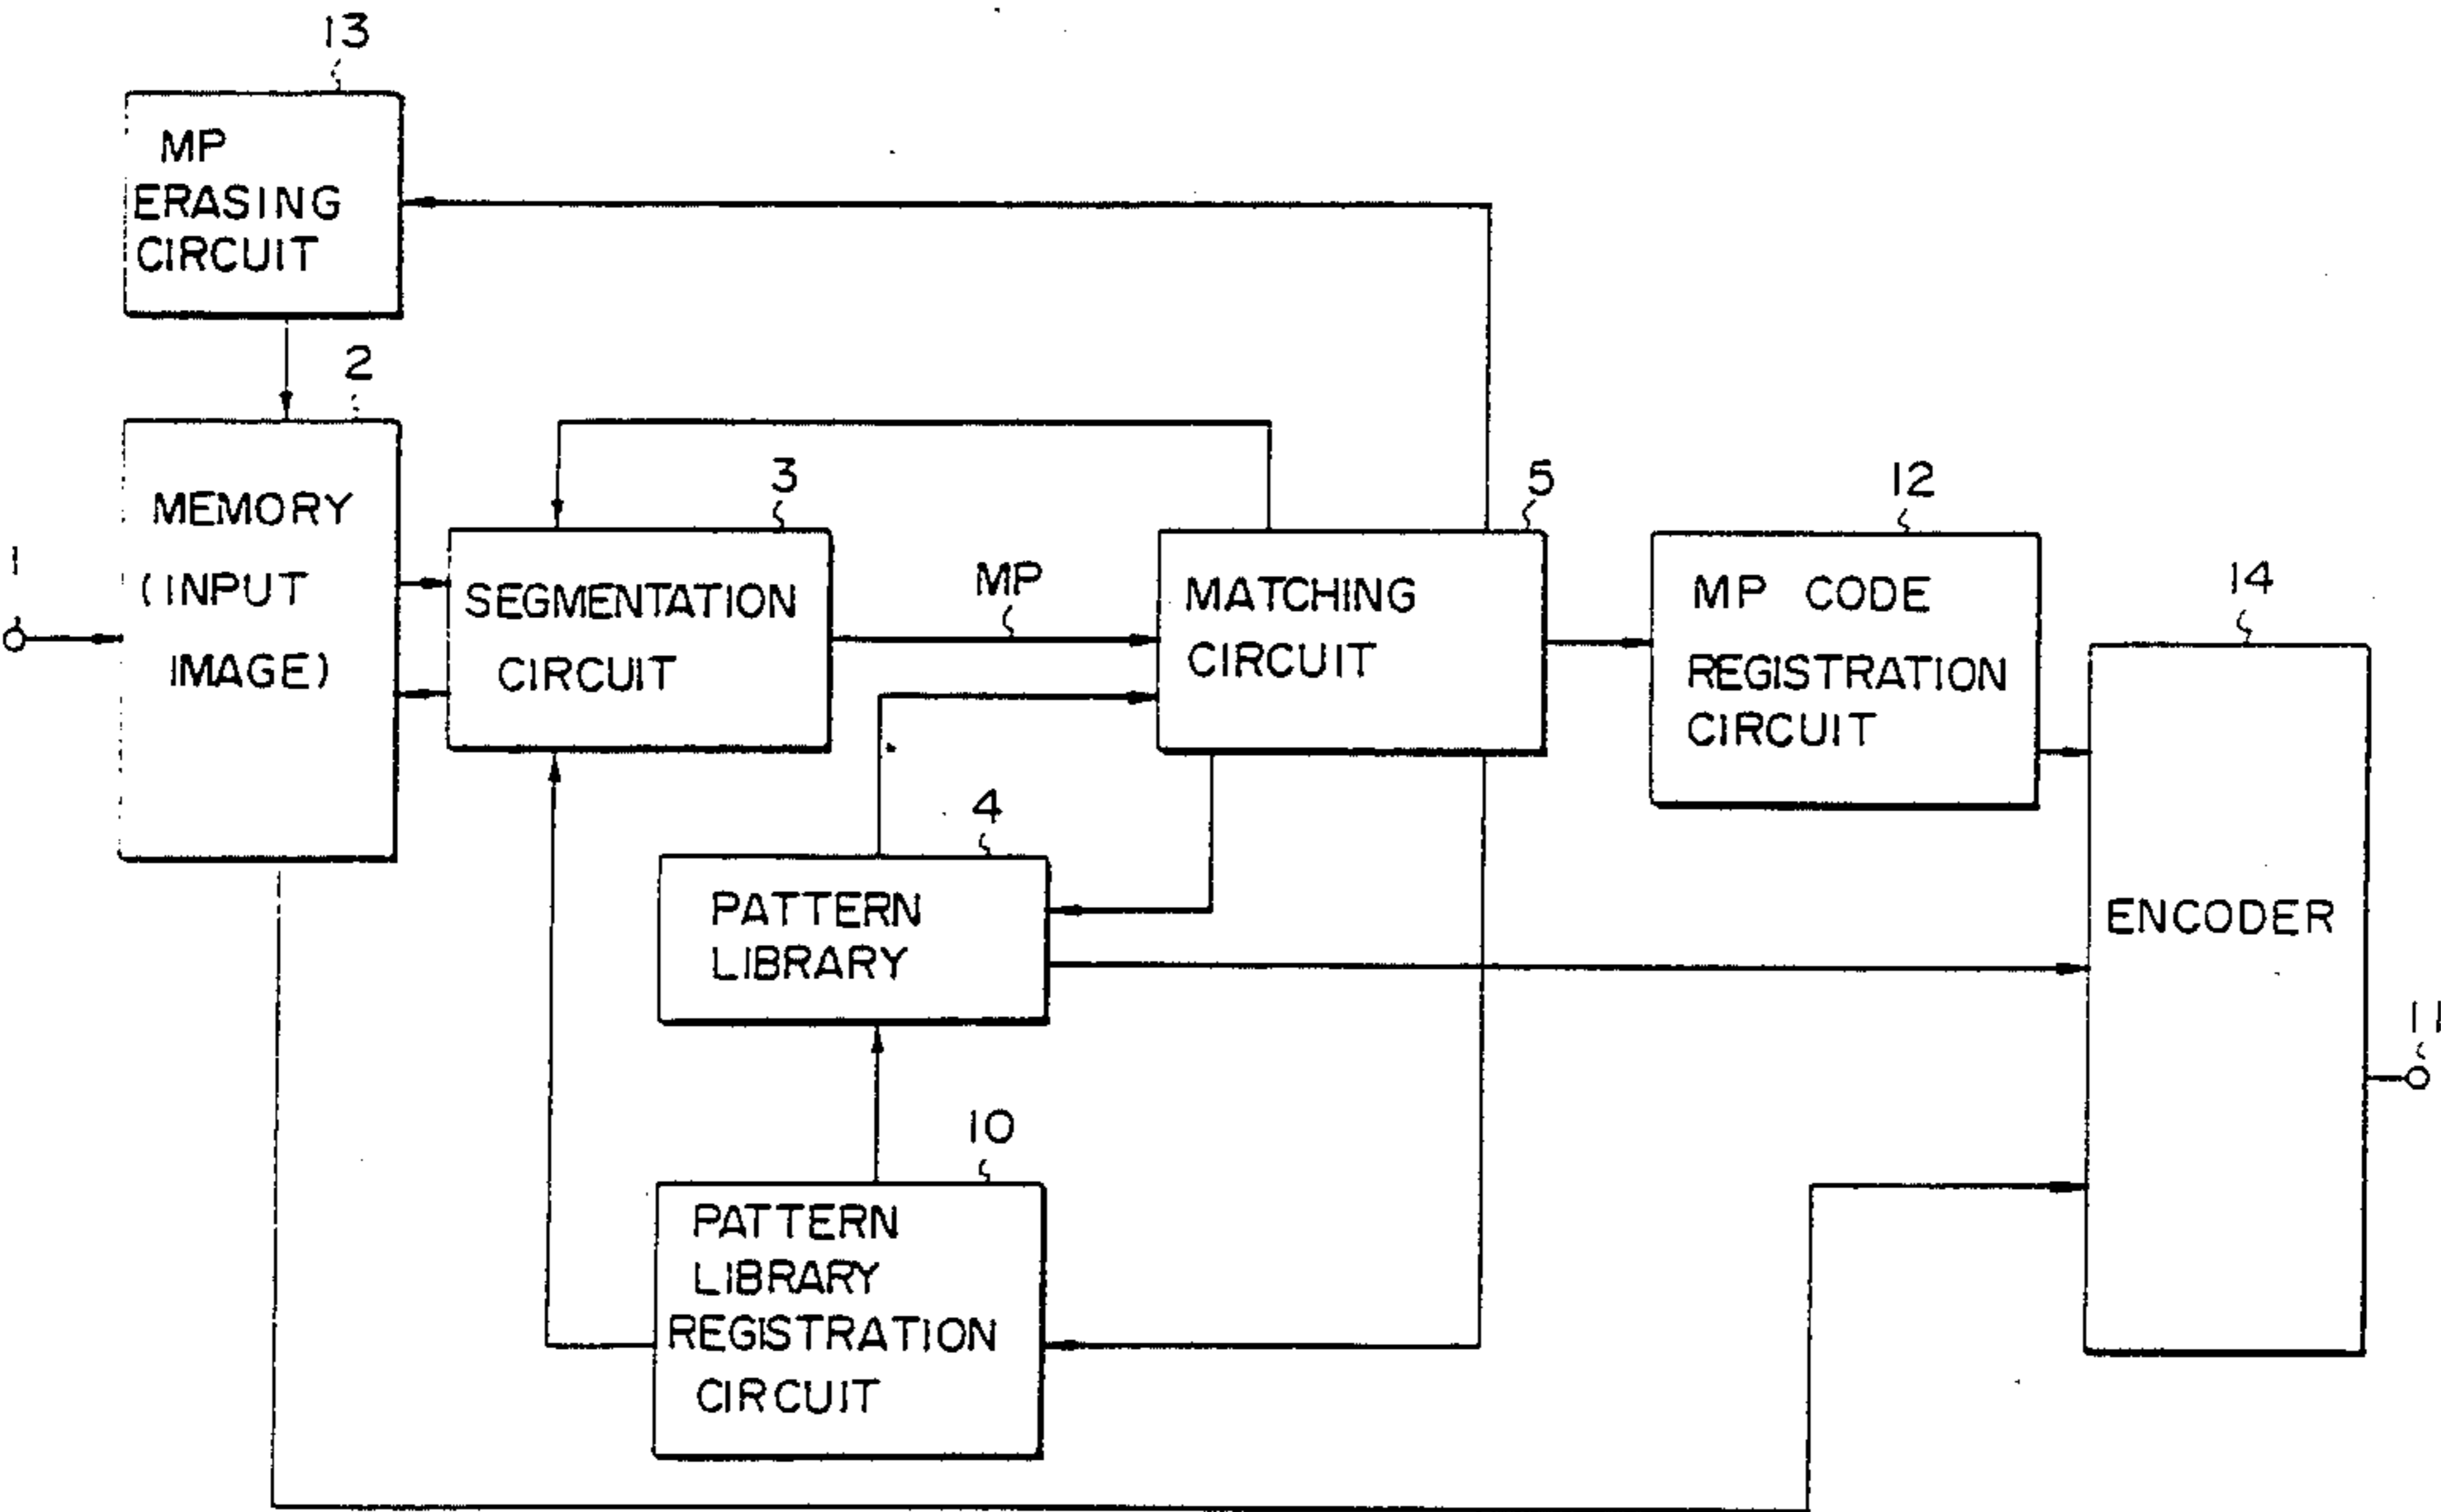 13
MP
ERASING
CIRCUIT
2
MEMORY
(INPUT
IMAGE)
1
3
SEGMENTATION
CIRCUIT
MP
5
MATCHING
CIRCUIT
12
MP CODE
REGISTRATION
CIRCUIT
14
ENCODER
4
PATTERN
LIBRARY
11
10
PATTERN
LIBRARY
REGISTRATION
CIRCUIT